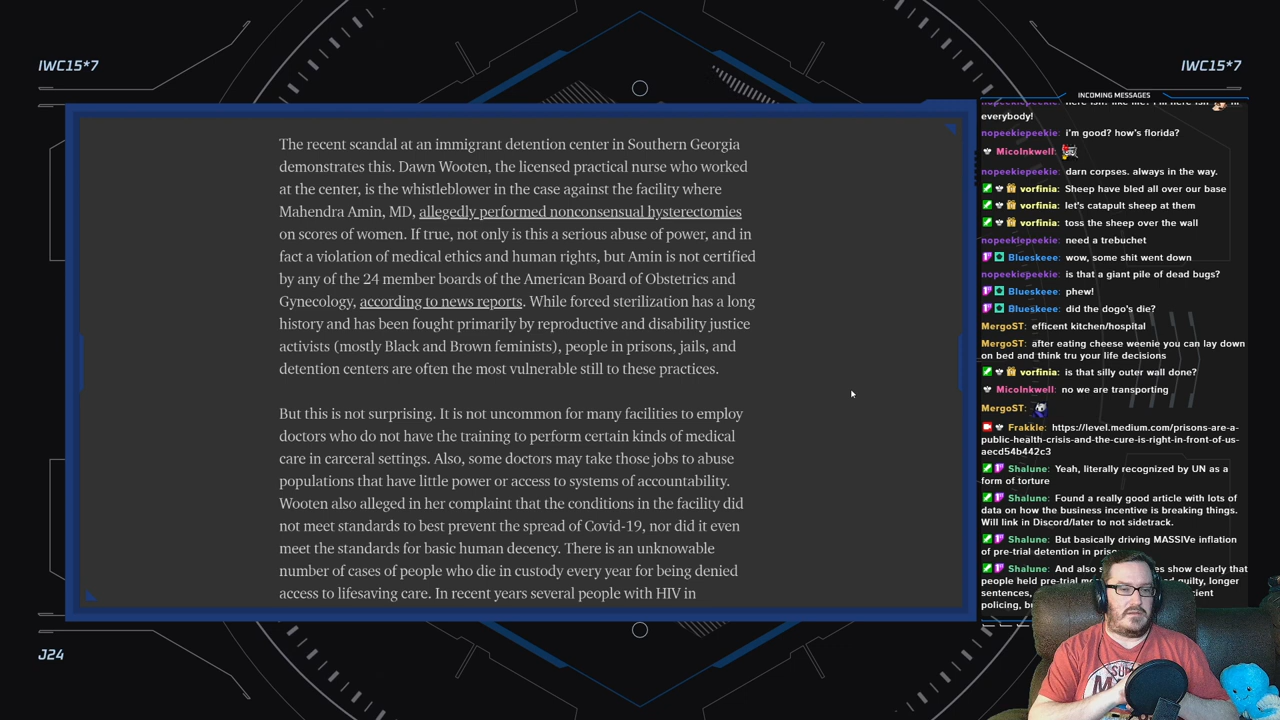 IWC15*7
IWC15*7
The recent scandal at an immigrant detention center in Southern Georgia
demonstrates this. Dawn Wooten, the licensed practical nurse who worked
at the center, is the whistleblower in the case against the facility where
Mahendra Amin, MD, allegedly performed nonconsensual hysterectomies
on scores of women. If true, not only is this a serious abuse of power, and in
fact a violation of medical ethics and human rights, but Amin is not certified
by any of the 24 member boards of the American Board of Obstetrics and
Gynecology, according to news reports. While forced sterilization has a long
history and has been fought primarily by reproductive and disability justice
activists (mostly Black and Brown feminists), people in prisons, jails, and
detention centers are often the most vulnerable still to these practices.
But this is not surprising. It is not uncommon for many facilities to employ
doctors who do not have the training to perform certain kinds of medical
care in carceral settings. Also, some doctors may take those jobs to abuse
populations that have little power or access to systems of accountability.
Wooten also alleged in her complaint that the conditions in the facility did
not meet standards to best prevent the spread of Covid-19, nor did it even
meet the standards for basic human decency. There is an unknowable
number of cases of people who die in custody every year for being denied
access to lifesaving care. In recent years several people with HIV in
J24
INCOMING MESSAGES
everybody!
nopeekiepeekie: i'm good? how's florida?
MicoInkwell:
nopeekiepeekie: darn corpses. always in the way.
vorfinia: Sheep have bled all over our base
vorfinia: let's catapult sheep at them
vorfinia: toss the sheep over the wall
nopeekiepeekie: need a trebuchet
Blueskeee: wow, some shit went down
nopeekiepeekie: is that a giant pile of dead bugs?
Blueskeee: phew!
Blueskeee: did the dogo's die?
MergoST: efficent kitchen/hospital
MergoST: after eating cheese weenie you can lay down
on bed and think tru your life decisions
vorfinia: is that silly outer wall done?
MicoInkwell: no we are transporting
MergoST:
Frakkle: https://level.medium.com/prisons-are-a-
public-health-crisis-and-the-cure-is-right-in-front-of-us-
aecd54b442c3
Shalune: Yeah, literally recognized by UN as a
form of torture
Shalune: Found a really good article with lots of
data on how the business incentive is breaking things.
Will link in Discord/later to not sidetrack.
Shalune: But basically driving MASSIVe inflation
of pre-trial detention in
Shalune: And also show clearly that
people held pre-trial guilty, longer
sentences,
policing,